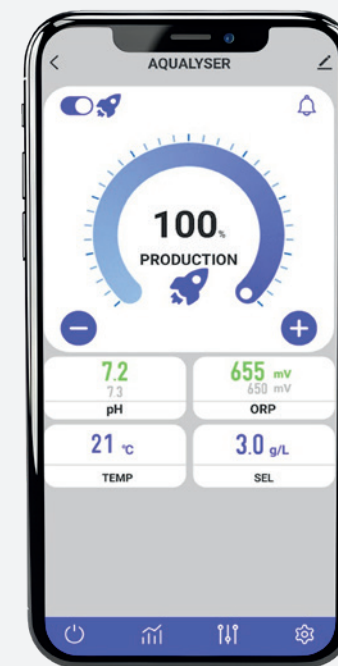 AQUALYSER
100%
PRODUCTION
7.2
7.3
pH
655 mV
650 mV
ORP
21 °C
TEMP
3.0 g/L
SEL